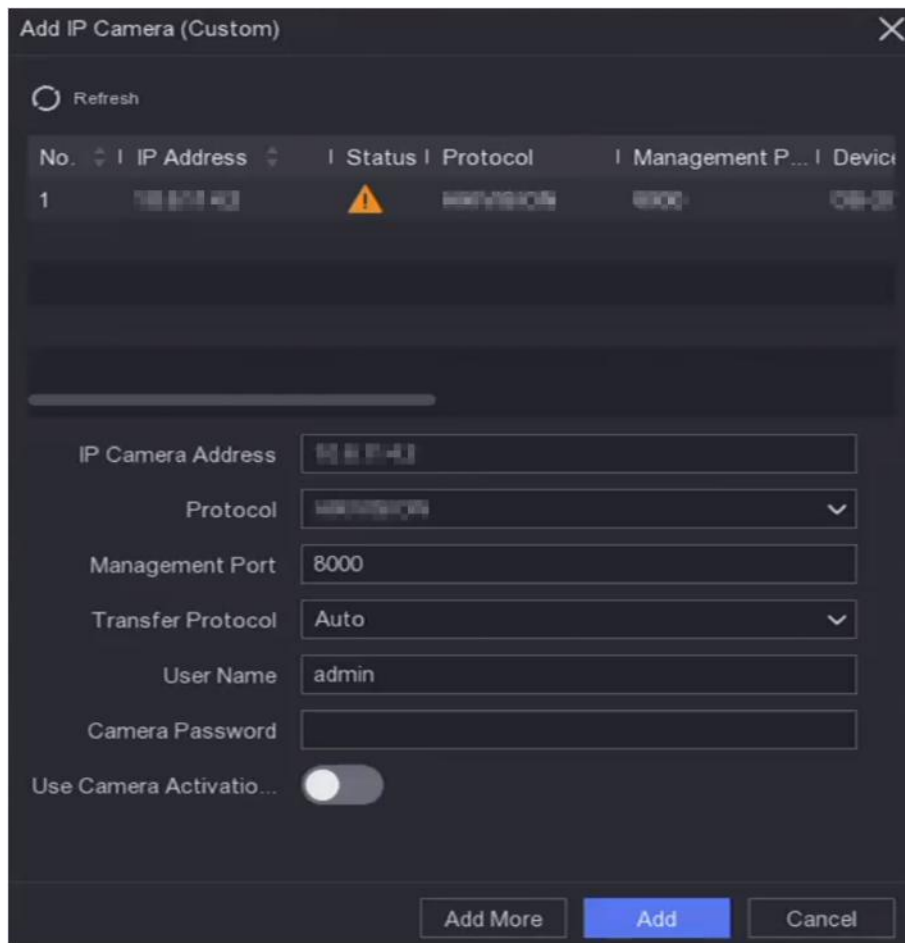 Add IP Camera (Custom)
Refresh
No. IP Address Status Protocol Management P... Device
1
IP Camera Address
Protocol
Management Port 8000
Transfer Protocol Auto
User Name admin
Camera Password
Use Camera Activatio...
Add More Add Cancel